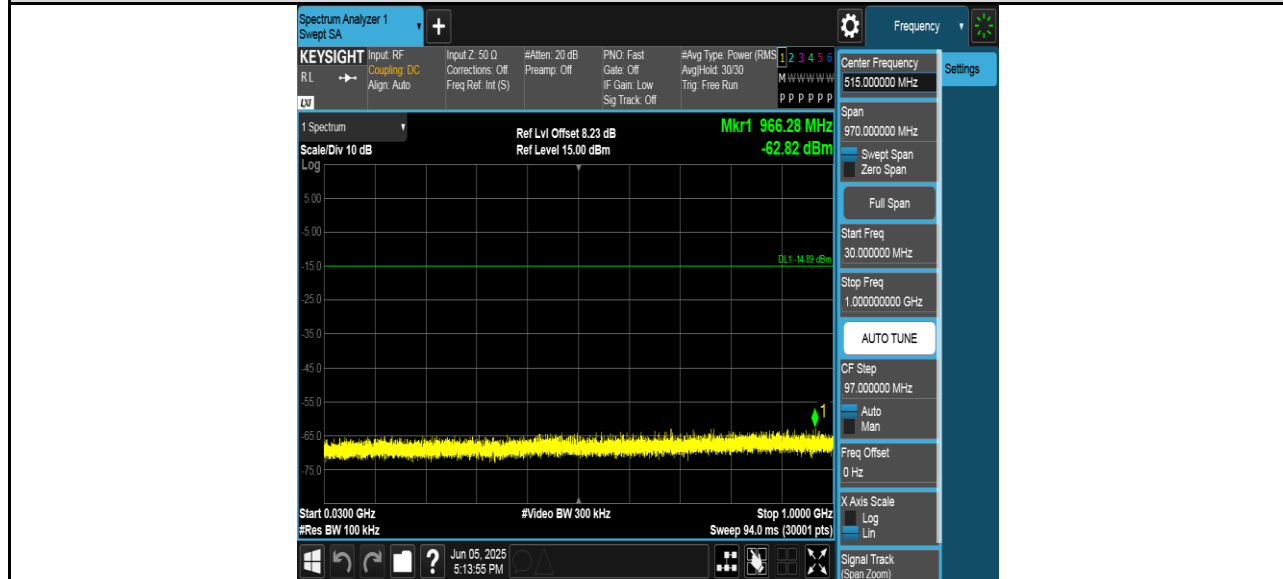 Spectrum Analyzer 1
Swept SA
+
Frequency
KEYSIGHT
RL
LXI
Input: RF
Coupling: DC
Align: Auto
Input Z: 50 Ω
Corrections: Off
Freq Ref: Int (S)
#Atten: 20 dB
Preamp: Off
PNO: Fast
Gate: Off
IF Gain: Low
Sig Track: Off
#Avg Type: Power (RMS
Avg|Hold: 30/30
Trig: Free Run
1 2 3 4 5 6
M W W W W W
P P P P P P
1 Spectrum
Scale/Div 10 dB
Log
Ref Lvl Offset 8.23 dB
Ref Level 15.00 dBm
Mkr1 966.28 MHz
-62.82 dBm
5.00
-5.00
-15.0
-25.0
-35.0
-45.0
-55.0
-65.0
-75.0
DL1 -14.89 dBm
1
Start 0.0300 GHz
#Res BW 100 kHz
#Video BW 300 kHz
Stop 1.0000 GHz
Sweep 94.0 ms (30001 pts)
?
Jun 05, 2025
5:13:55 PM
Center Frequency
515.000000 MHz
Settings
Span
970.000000 MHz
Swept Span
Zero Span
Full Span
Start Freq
30.000000 MHz
Stop Freq
1.000000000 GHz
AUTO TUNE
CF Step
97.000000 MHz
Auto
Man
Freq Offset
0 Hz
X Axis Scale
Log
Lin
Signal Track
(Span Zoom)